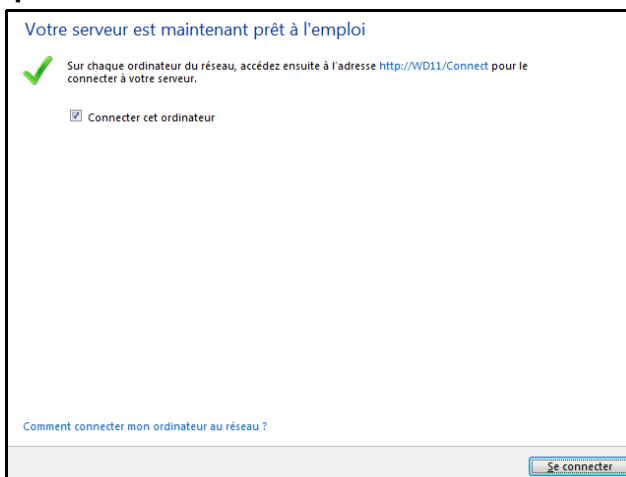 Votre serveur est maintenant prêt à l'emploi
Sur chaque ordinateur du réseau, accédez ensuite à l'adresse http://WD11/Connect pour le
connecter à votre serveur.
Connecter cet ordinateur
Comment connecter mon ordinateur au réseau ?
Se connecter